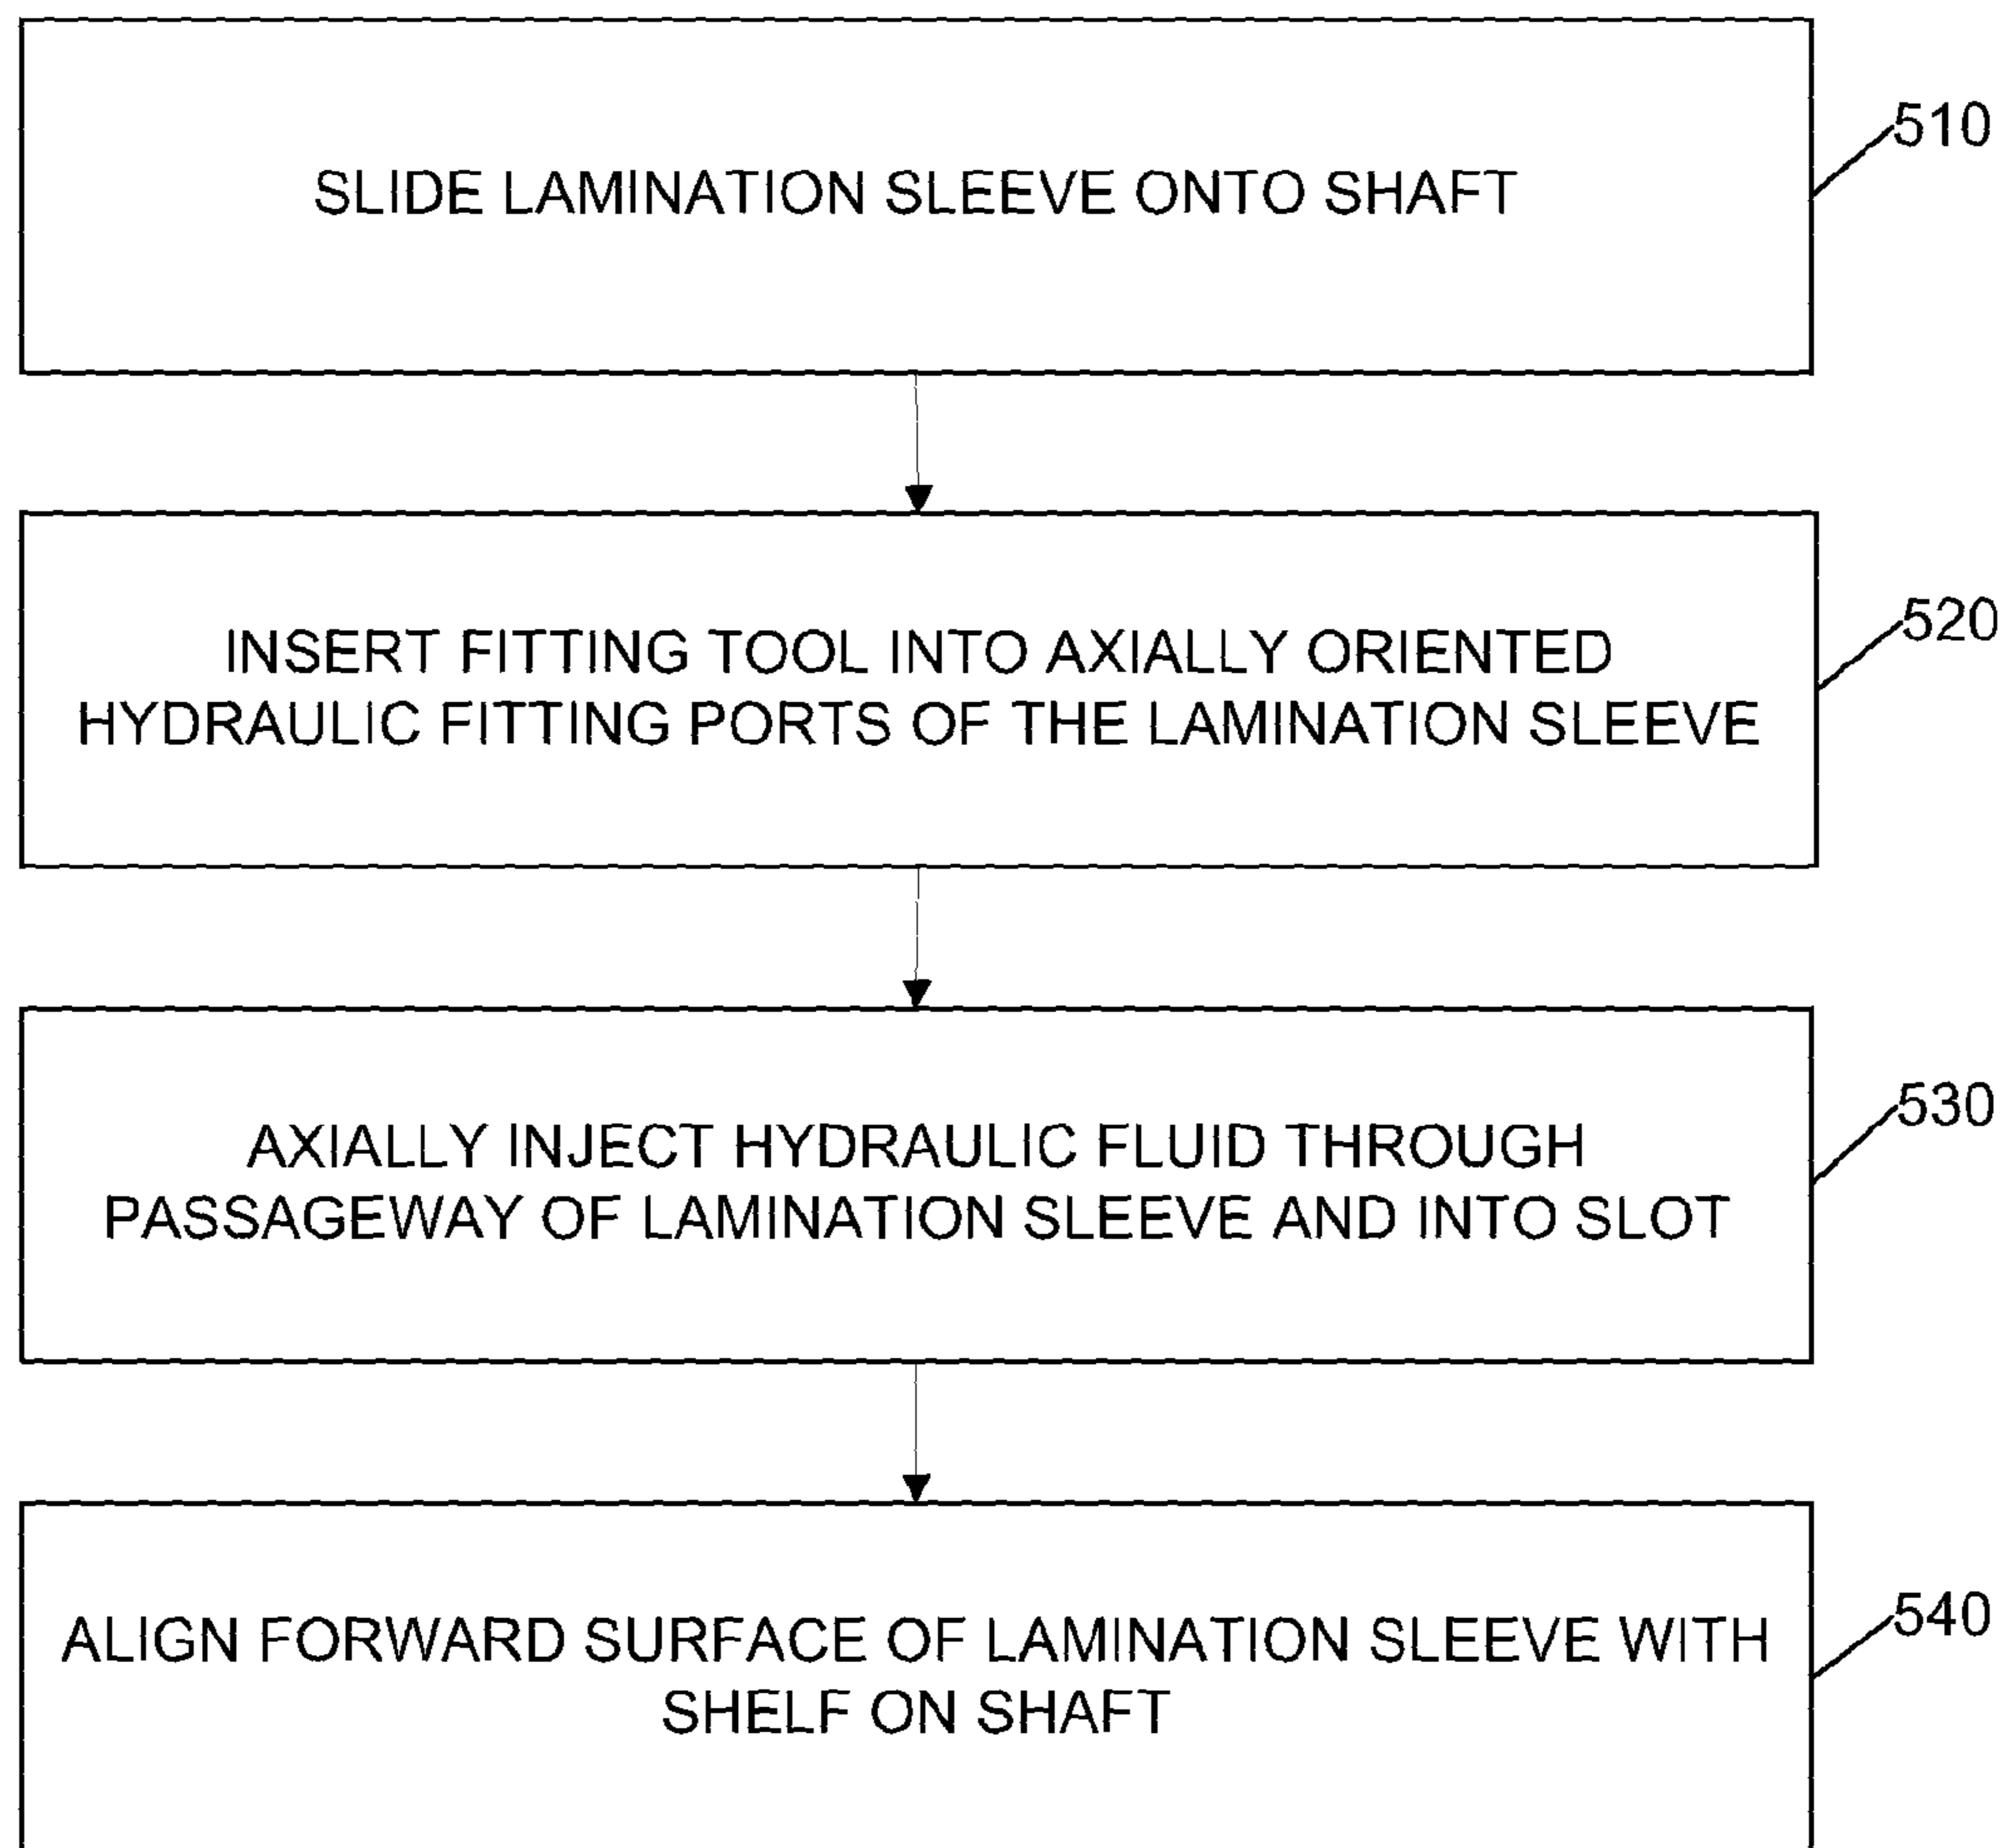 510
SLIDE LAMINATION SLEEVE ONTO SHAFT
520
INSERT FITTING TOOL INTO AXIALLY ORIENTED
HYDRAULIC FITTING PORTS OF THE LAMINATION SLEEVE
530
AXIALLY INJECT HYDRAULIC FLUID THROUGH
PASSAGEWAY OF LAMINATION SLEEVE AND INTO SLOT
540
ALIGN FORWARD SURFACE OF LAMINATION SLEEVE WITH
SHELF ON SHAFT